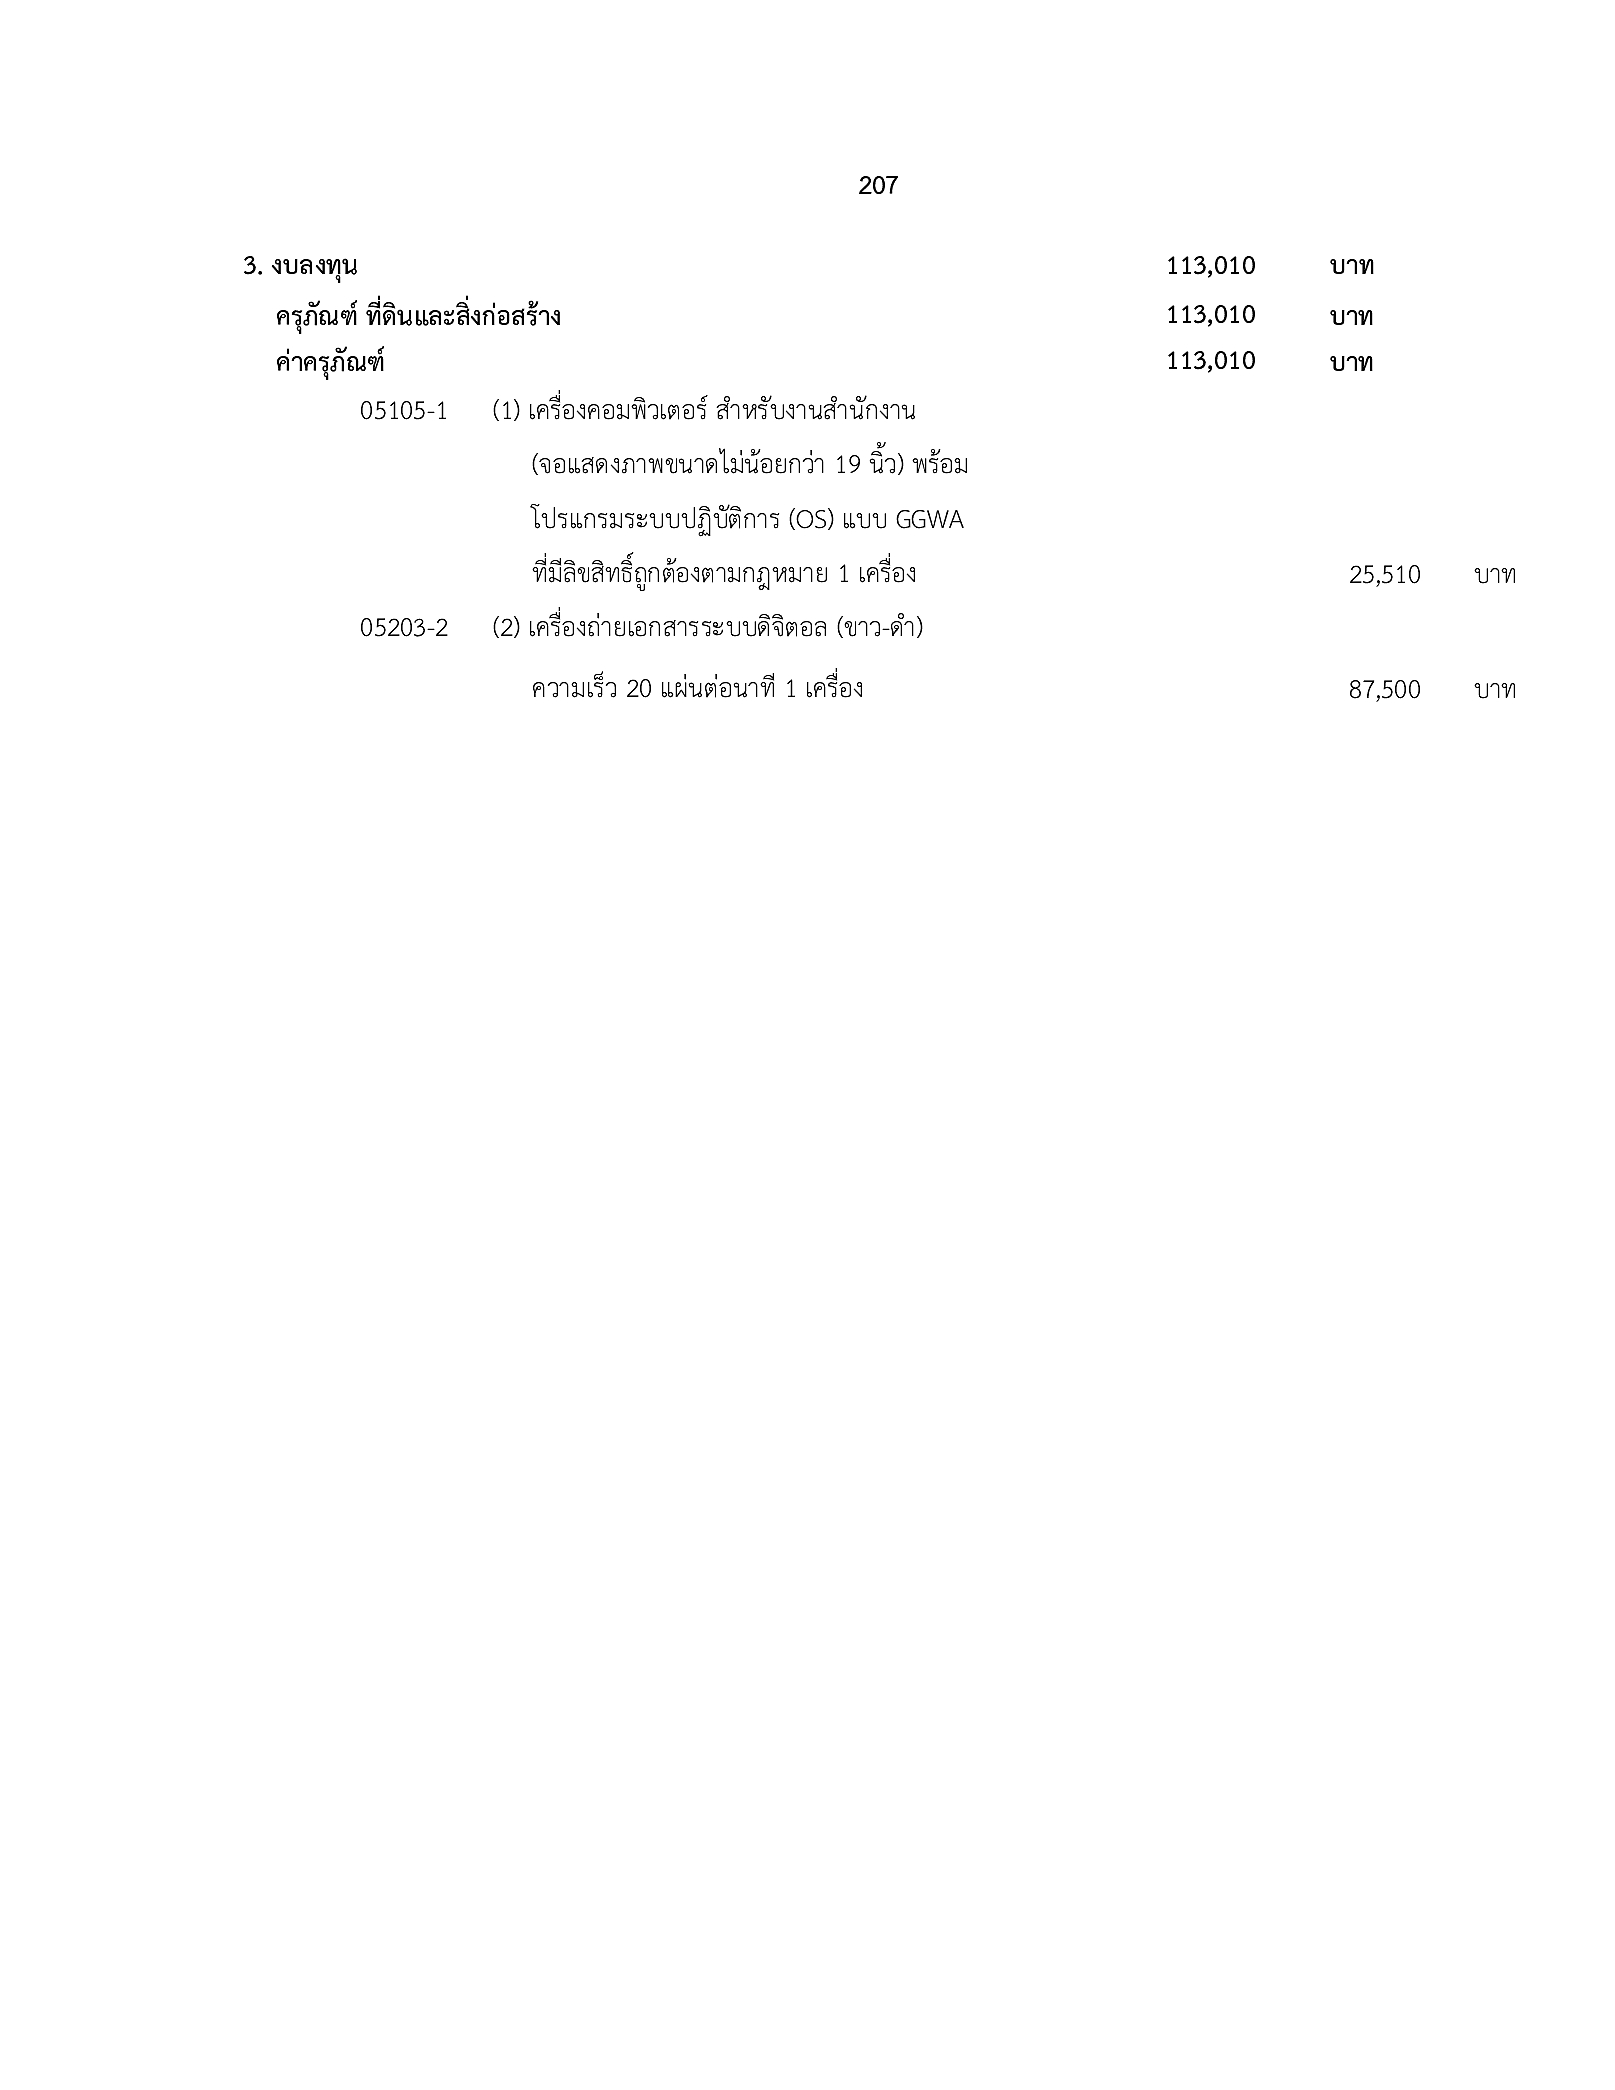 207
3. งบลงทุน 113,010 บาท
ครุภัณฑ์ ที่ดินและสิ่งก่อสร้าง 113,010 บาท
ค่าครุภัณฑ์ 113,010 บาท
05105-1 (1) เครื่องคอมพิวเตอร์ สำหรับงานสำนักงาน
(จอแสดงภาพขนาดไม่น้อยกว่า 19 นิ้ว) พร้อม
โปรแกรมระบบปฏิบัติการ (OS) แบบ GGWA
ที่มีลิขสิทธิ์ถูกต้องตามกฎหมาย 1 เครื่อง 25,510 บาท
05203-2 (2) เครื่องถ่ายเอกสารระบบดิจิตอล (ขาว-ดำ)
ความเร็ว 20 แผ่นต่อนาที 1 เครื่อง 87,500 บาท